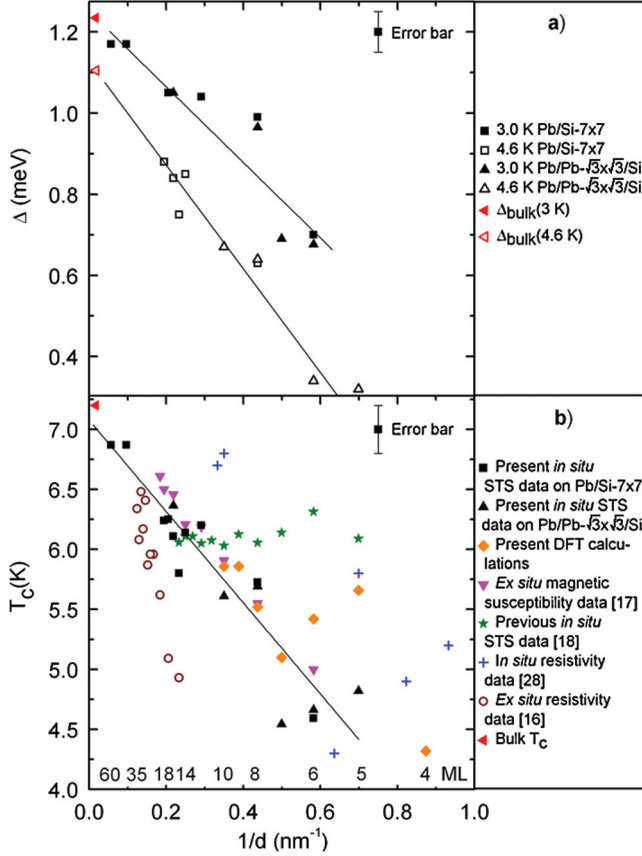 a)
Error bar
1.2
1.0
0.8
0.6
0.4
Δ (meV)
3.0 K Pb/Si-7x7
4.6 K Pb/Si-7x7
3.0 K Pb/Pb-√3x√3/Si
4.6 K Pb/Pb-√3x√3/Si
Δbulk(3 K)
Δbulk(4.6 K)
b)
Error bar
7.0
6.5
6.0
5.5
5.0
4.5
4.0
TC(K)
60 35 18 14 10 8 6 5 4 ML
0.0 0.2 0.4 0.6 0.8 1.0
1/d (nm⁻¹)
Present in situ
STS data on Pb/Si-7x7
Present in situ STS
data on Pb/Pb-√3x√3/Si
Present DFT calcu-
lations
Ex situ magnetic
susceptibility data [17]
Previous in situ
STS data [18]
In situ resistivity
data [28]
Ex situ resistivity
data [16]
Bulk TC